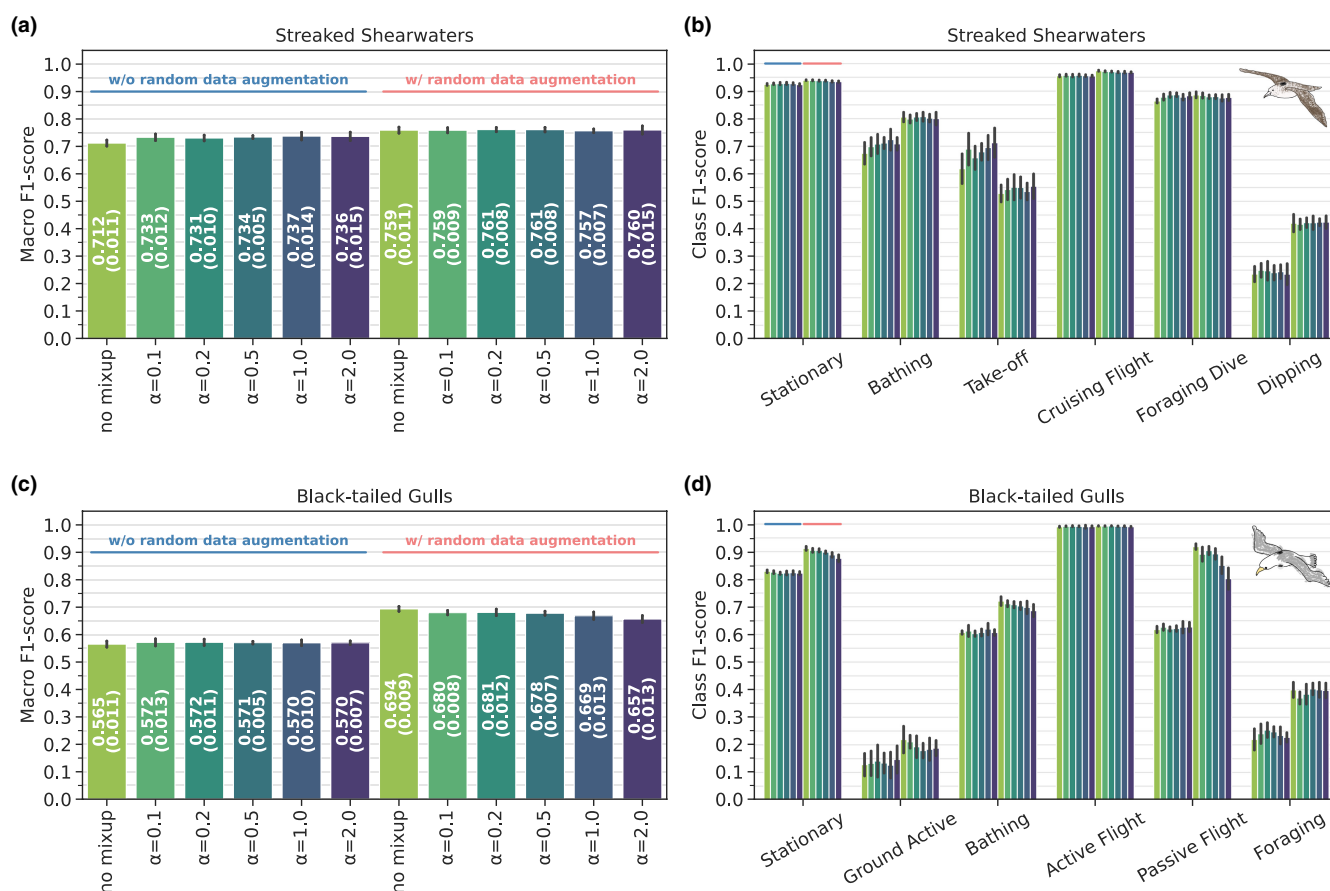 (a)
Streaked Shearwaters
Macro F1-score
1.0
0.9
0.8
0.7
0.6
0.5
0.4
0.3
0.2
0.1
0.0
w/o random data augmentation
w/ random data augmentation
0.712
(0.011)
0.733
(0.012)
0.731
(0.010)
0.734
(0.005)
0.737
(0.014)
0.736
(0.015)
0.759
(0.011)
0.759
(0.009)
0.761
(0.008)
0.761
(0.008)
0.757
(0.007)
0.760
(0.015)
no mixup
α=0.1
α=0.2
α=0.5
α=1.0
α=2.0
no mixup
α=0.1
α=0.2
α=0.5
α=1.0
α=2.0
(b)
Streaked Shearwaters
Class F1-score
1.0
0.9
0.8
0.7
0.6
0.5
0.4
0.3
0.2
0.1
0.0
Stationary
Bathing
Take-off
Cruising Flight
Foraging Dive
Dipping
(c)
Black-tailed Gulls
Macro F1-score
1.0
0.9
0.8
0.7
0.6
0.5
0.4
0.3
0.2
0.1
0.0
w/o random data augmentation
w/ random data augmentation
0.565
(0.011)
0.572
(0.013)
0.572
(0.011)
0.571
(0.005)
0.570
(0.010)
0.570
(0.007)
0.694
(0.009)
0.680
(0.008)
0.681
(0.012)
0.678
(0.007)
0.669
(0.013)
0.657
(0.013)
no mixup
α=0.1
α=0.2
α=0.5
α=1.0
α=2.0
no mixup
α=0.1
α=0.2
α=0.5
α=1.0
α=2.0
(d)
Black-tailed Gulls
Class F1-score
1.0
0.9
0.8
0.7
0.6
0.5
0.4
0.3
0.2
0.1
0.0
Stationary
Ground Active
Bathing
Active Flight
Passive Flight
Foraging